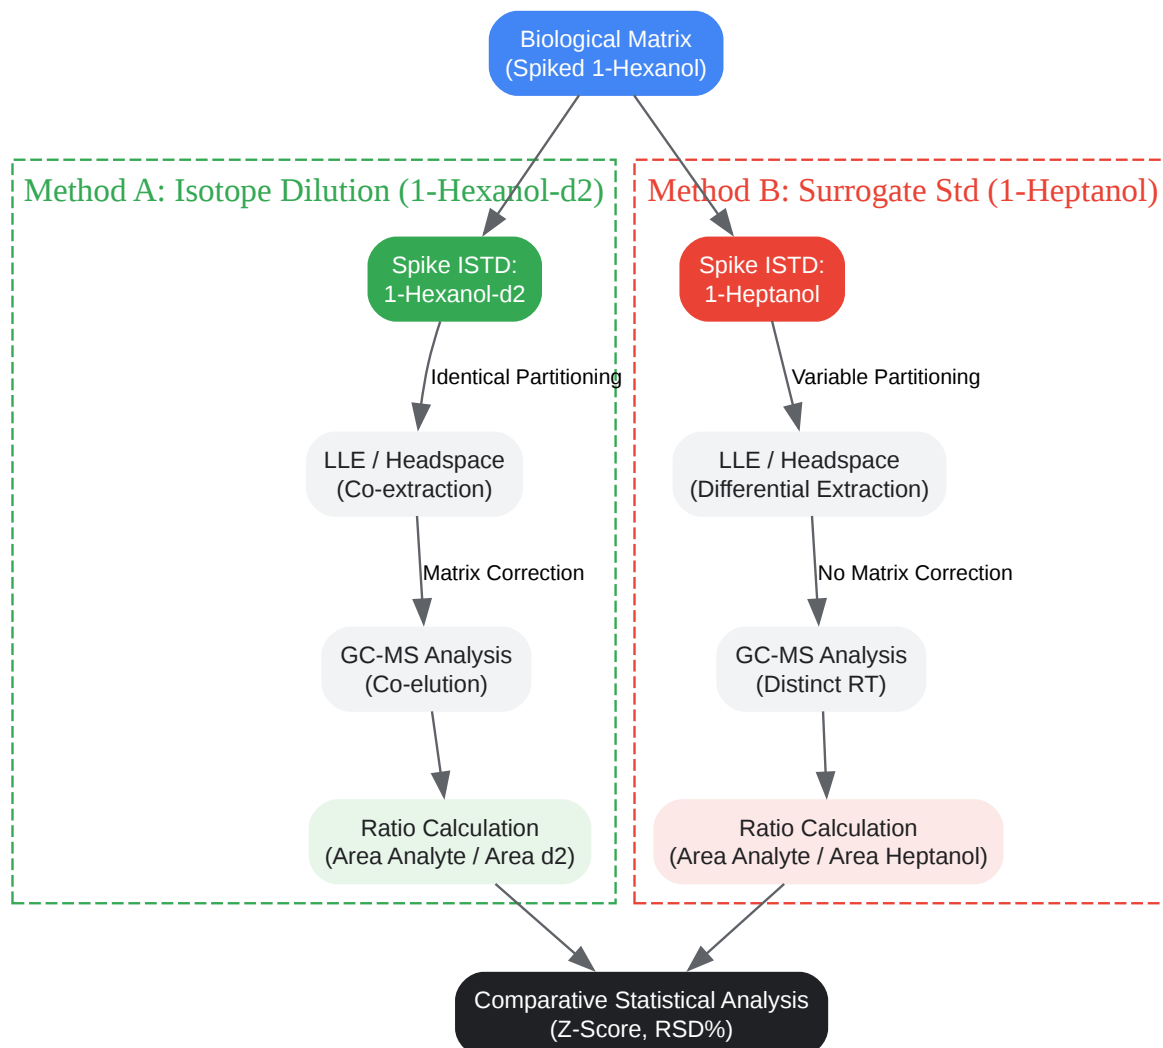 Biological Matrix
(Spiked 1-Hexanol)
Method A: Isotope Dilution (1-Hexanol-d2)
Spike ISTD:
1-Hexanol-d2
Identical Partitioning
LLE / Headspace
(Co-extraction)
Matrix Correction
GC-MS Analysis
(Co-elution)
Ratio Calculation
(Area Analyte / Area d2)
Method B: Surrogate Std (1-Heptanol)
Spike ISTD:
1-Heptanol
Variable Partitioning
LLE / Headspace
(Differential Extraction)
No Matrix Correction
GC-MS Analysis
(Distinct RT)
Ratio Calculation
(Area Analyte / Area Heptanol)
Comparative Statistical Analysis
(Z-Score, RSD%)